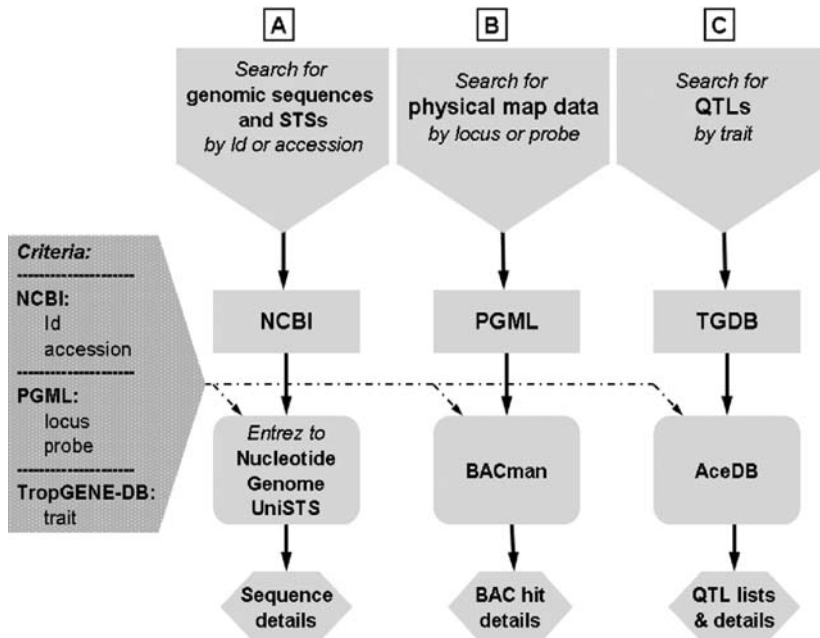 A
B
C
Search for
genomic sequences
and STSs
by Id or accession
Search for
physical map data
by locus or probe
Search for
QTLs
by trait
Criteria:
----------------------
NCBI:
Id
accession
----------------------
PGML:
locus
probe
----------------------
TropGENE-DB:
trait
NCBI
PGML
TGDB
Entrez to
Nucleotide
Genome
UniSTS
BACman
AceDB
Sequence
details
BAC hit
details
QTL lists
& details